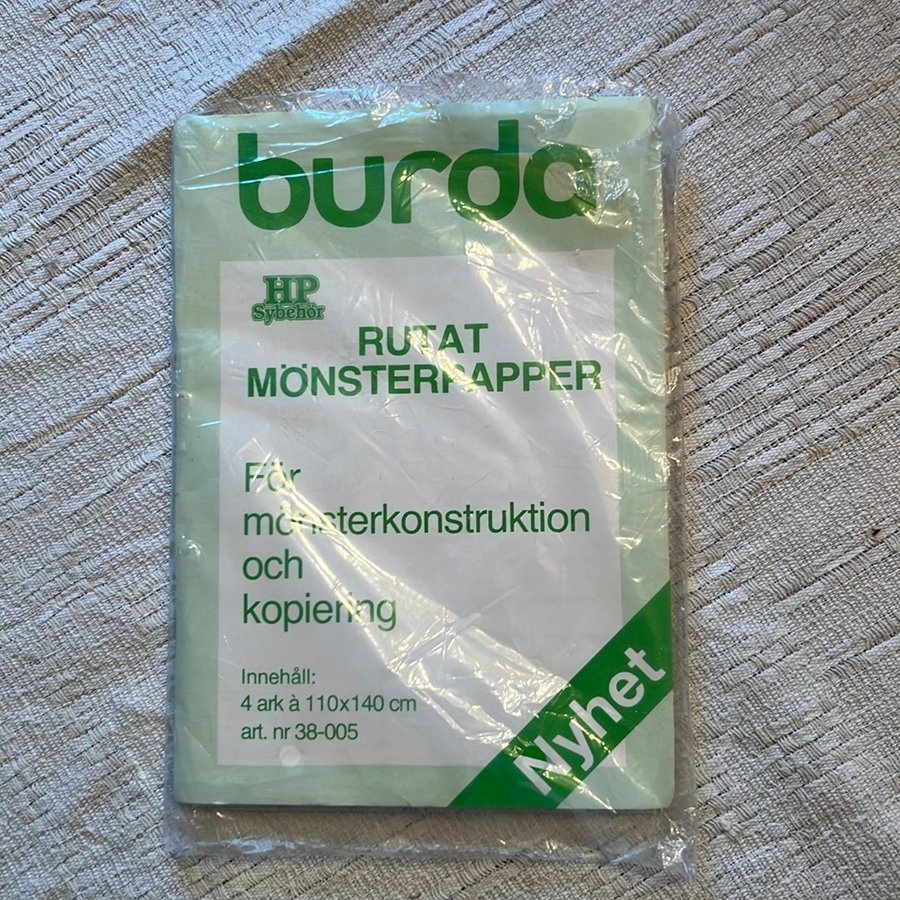 burda
HP
Sybehör
RUTAT
MÖNSTERPAPPER
För
mönsterkonstruktion
och
kopiering
Innehåll:
4 ark à 110x140 cm
art. nr 38-005
Nyhet